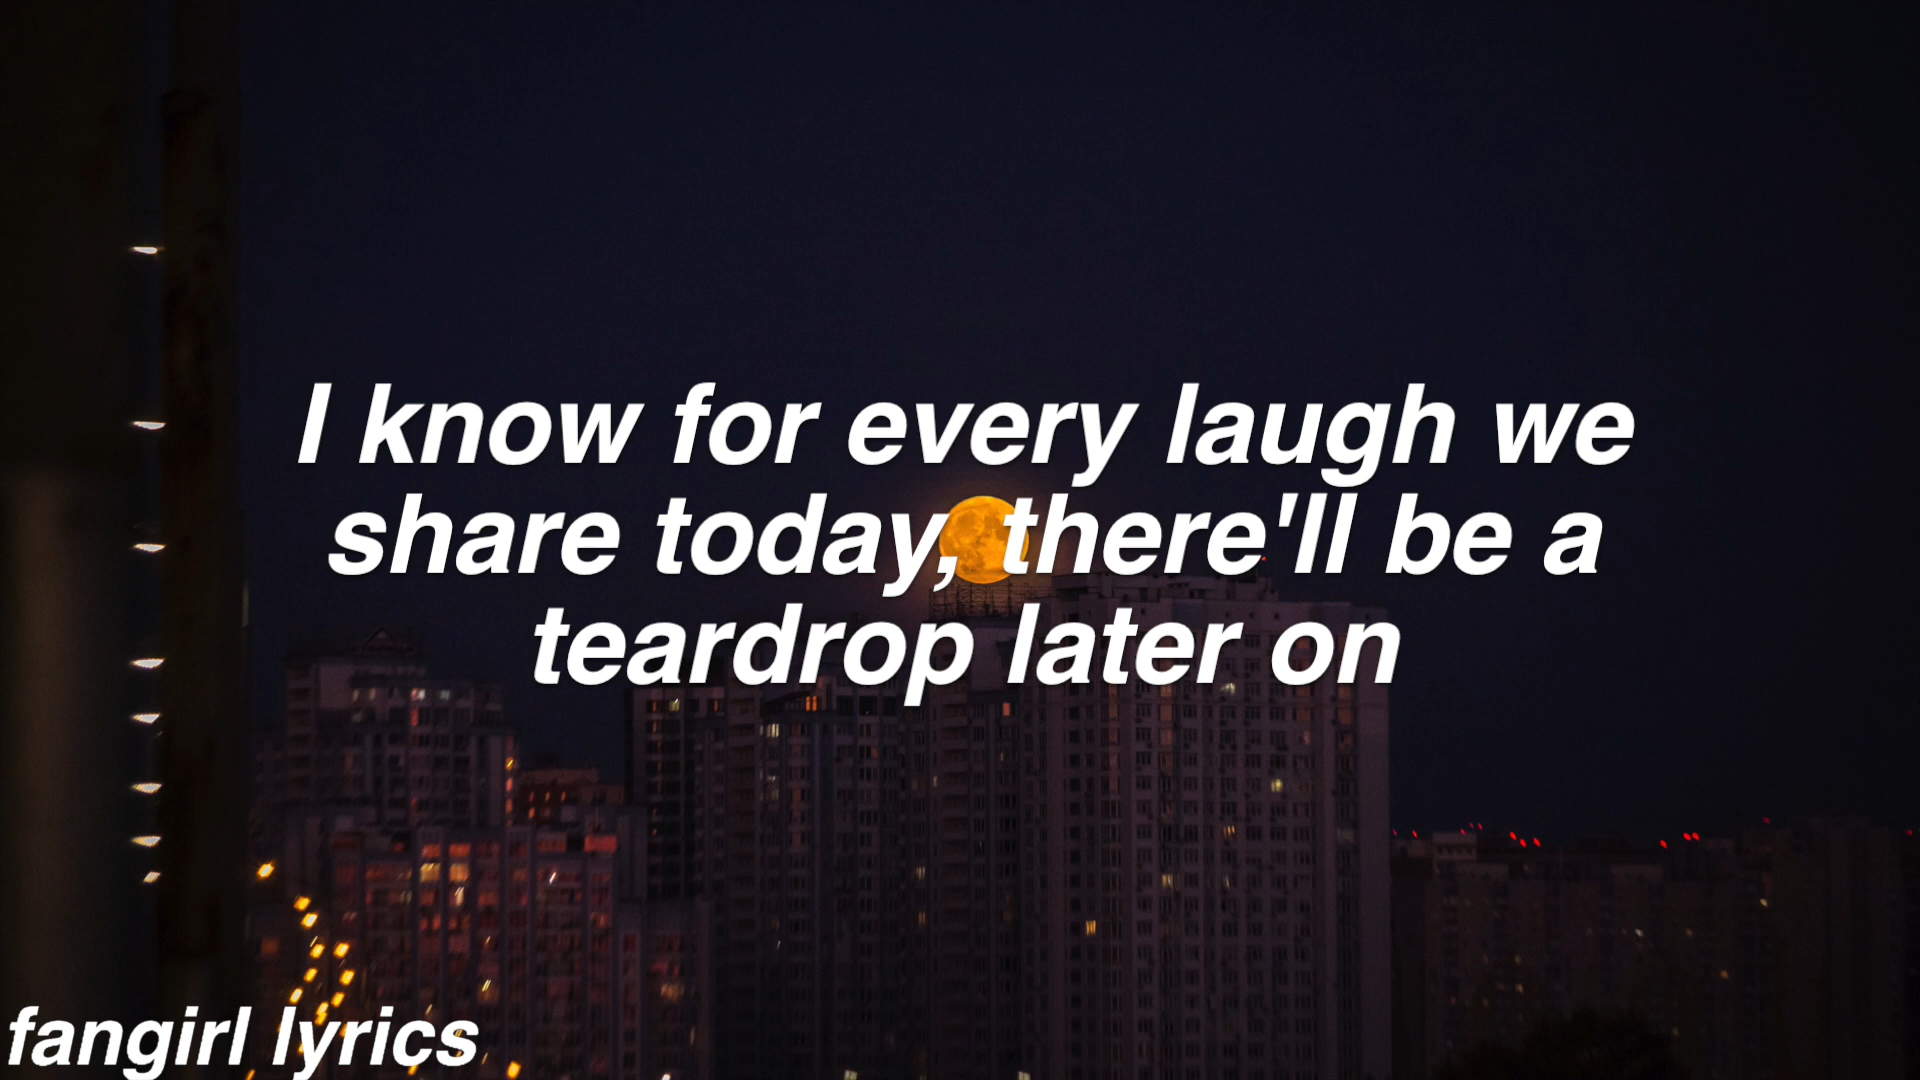 I know for every laugh we
share today, there'll be a
teardrop later on
fangirl lyrics